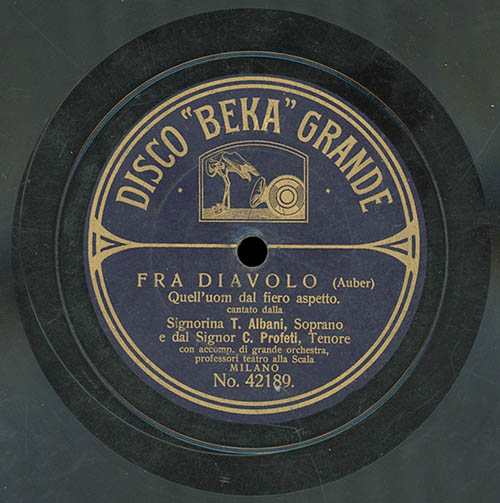 DISCO "BEKA" GRANDE
FRA DIAVOLO (Auber)
Quell'uom dal fiero aspetto.
cantato dalla
Signorina T. Albani, Soprano
e dal Signor C. Profeti, Tenore
con accomp. di grande orchestra,
professori teatro alla Scala
MILANO
No. 42189.